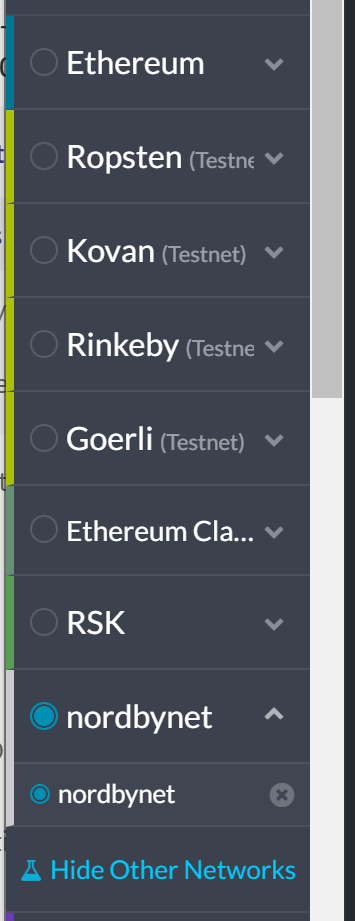 Ethereum
Ropsten (Testne
Kovan (Testnet)
Rinkeby (Testne
Goerli (Testnet)
Ethereum Cla...
RSK
nordbynet
nordbynet
Hide Other Networks